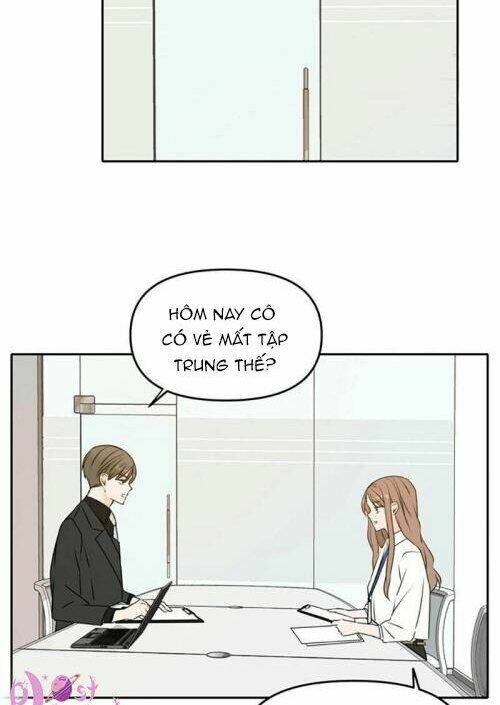 HÔM NAY CÔ
CÓ VẺ MẤT TẬP
TRUNG THẾ?